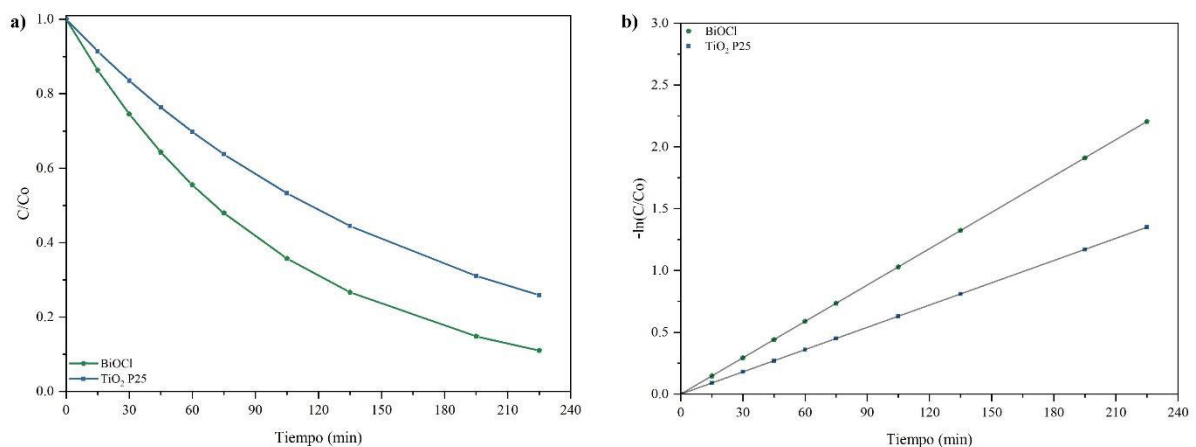 a)
1.0
0.8
0.6
0.4
0.2
0.0
C/Co
BiOCl
TiO₂ P25
0 30 60 90 120 150 180 210 240
Tiempo (min)
b)
3.0
2.5
2.0
1.5
1.0
0.5
0.0
-ln(C/Co)
BiOCl
TiO₂ P25
0 30 60 90 120 150 180 210 240
Tiempo (min)